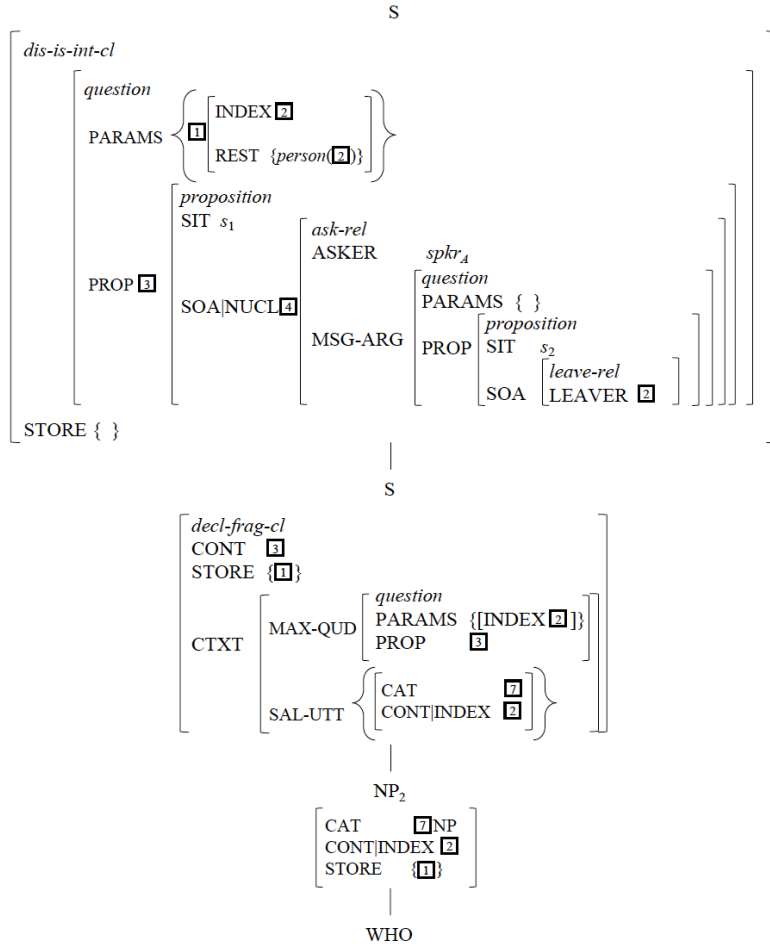 S
dis-is-int-cl
question
PARAMS { 1 [ INDEX 2
REST {person(2)} ] }
proposition
SIT s1
ask-rel
ASKER spkrA
question
PARAMS { }
PROP 3
SOA|NUCL 4
MSG-ARG
PROP
proposition
SIT s2
leave-rel
SOA LEAVER 2
STORE { }
S
decl-frag-cl
CONT 3
STORE {1}
question
MAX-QUD PARAMS {[INDEX 2]}
PROP 3
CTXT
CAT 7
SAL-UTT CONT|INDEX 2
NP2
CAT 7NP
CONT|INDEX 2
STORE {1}
WHO